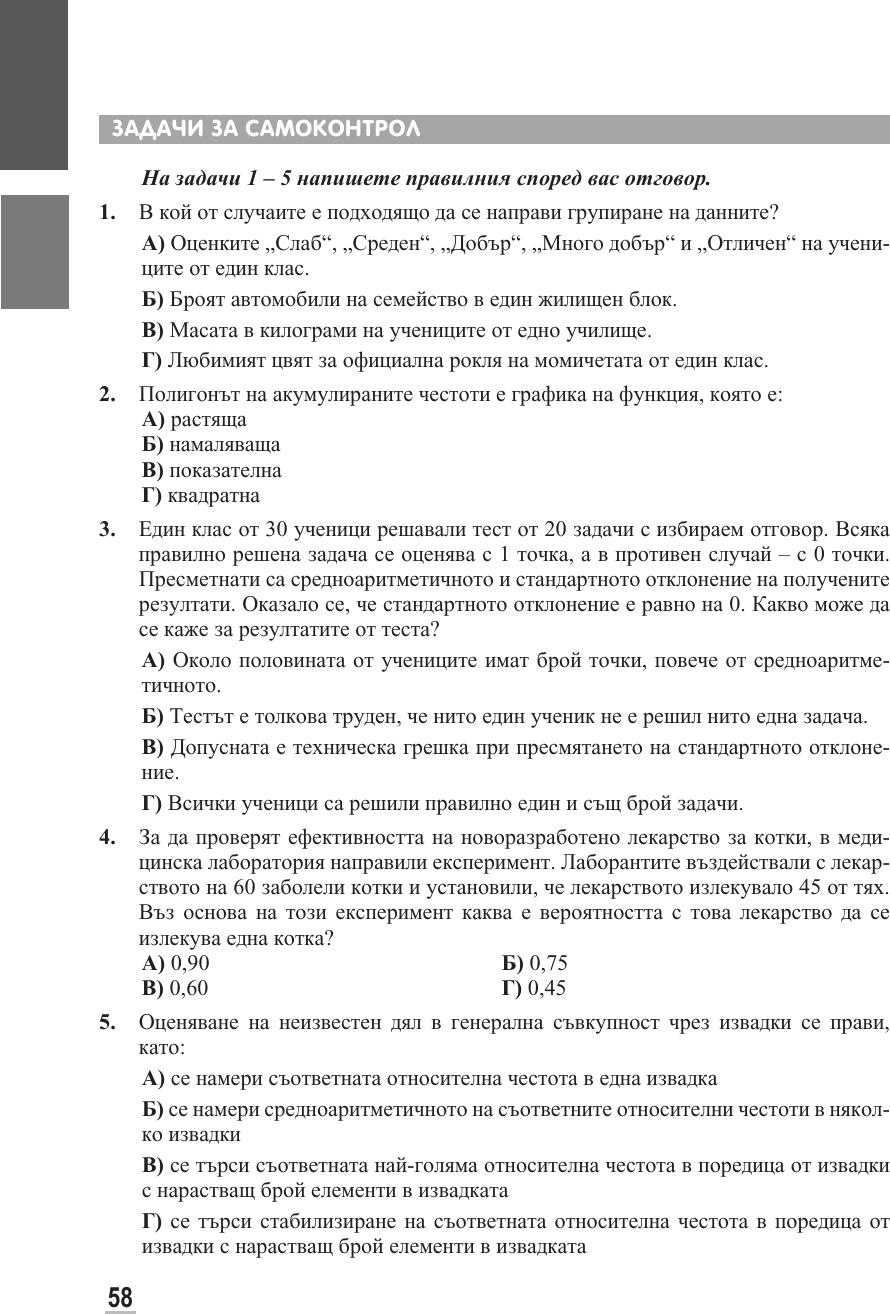 ЗАДАЧИ ЗА САМОКОНТРОЛ
На задачи 1 – 5 напишете правилния според вас отговор.
1. В кой от случаите е подходящо да се направи групиране на данните?
А) Оценките „Слаб“, „Среден“, „Добър“, „Много добър“ и „Отличен“ на учени-
ците от един клас.
Б) Броят автомобили на семейство в един жилищен блок.
В) Масата в килограми на учениците от едно училище.
Г) Любимият цвят за официална рокля на момичетата от един клас.
2. Полигонът на акумулираните честоти е графика на функция, която е:
А) растяща
Б) намаляваща
В) показателна
Г) квадратна
3. Един клас от 30 ученици решавали тест от 20 задачи с избираем отговор. Всяка
правилно решена задача се оценява с 1 точка, а в противен случай – с 0 точки.
Пресметнати са средноаритметичното и стандартното отклонение на получените
резултати. Оказало се, че стандартното отклонение е равно на 0. Какво може да
се каже за резултатите от теста?
А) Около половината от учениците имат брой точки, повече от средноаритме-
тичното.
Б) Тестът е толкова труден, че нито един ученик не е решил нито една задача.
В) Допусната е техническа грешка при пресмятането на стандартното отклоне-
ние.
Г) Всички ученици са решили правилно един и същ брой задачи.
4. За да проверят ефективността на новоразработено лекарство за котки, в меди-
цинска лаборатория направили експеримент. Лаборантите въздействали с лекар-
ството на 60 заболели котки и установили, че лекарството излекувало 45 от тях.
Въз основа на този експеримент каква е вероятността с това лекарство да се
излекува една котка?
А) 0,90 Б) 0,75
В) 0,60 Г) 0,45
5. Оценяване на неизвестен дял в генерална съвкупност чрез извадки се прави,
като:
А) се намери съответната относителна честота в една извадка
Б) се намери средноаритметичното на съответните относителни честоти в някол-
ко извадки
В) се търси съответната най-голяма относителна честота в поредица от извадки
с нарастващ брой елементи в извадката
Г) се търси стабилизиране на съответната относителна честота в поредица от
извадки с нарастващ брой елементи в извадката
58